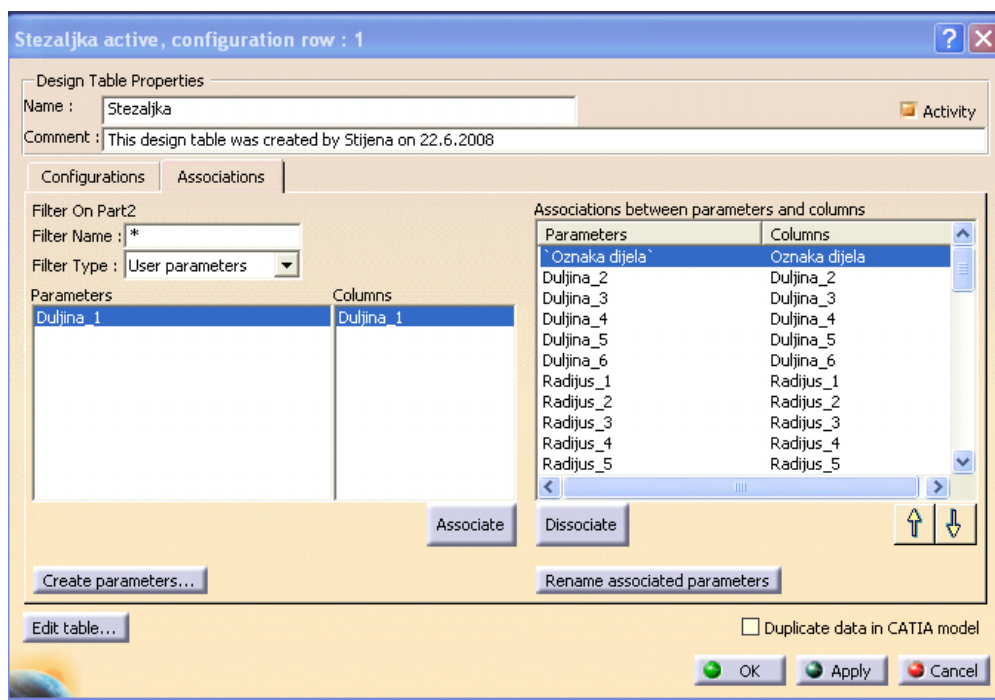 Stezaljka active, configuration row : 1
Design Table Properties
Name : Stezaljka
Activity
Comment : This design table was created by Stijena on 22.6.2008
Configurations Associations
Filter On Part2
Filter Name : *
Filter Type : User parameters
Parameters Columns
Duljina_1 Duljina_1
Associate
Create parameters...
Associations between parameters and columns
Parameters Columns
`Oznaka dijela` Oznaka dijela
Duljina_2 Duljina_2
Duljina_3 Duljina_3
Duljina_4 Duljina_4
Duljina_5 Duljina_5
Duljina_6 Duljina_6
Radijus_1 Radijus_1
Radijus_2 Radijus_2
Radijus_3 Radijus_3
Radijus_4 Radijus_4
Radijus_5 Radijus_5
Dissociate
Rename associated parameters
Edit table...
Duplicate data in CATIA model
OK Apply Cancel